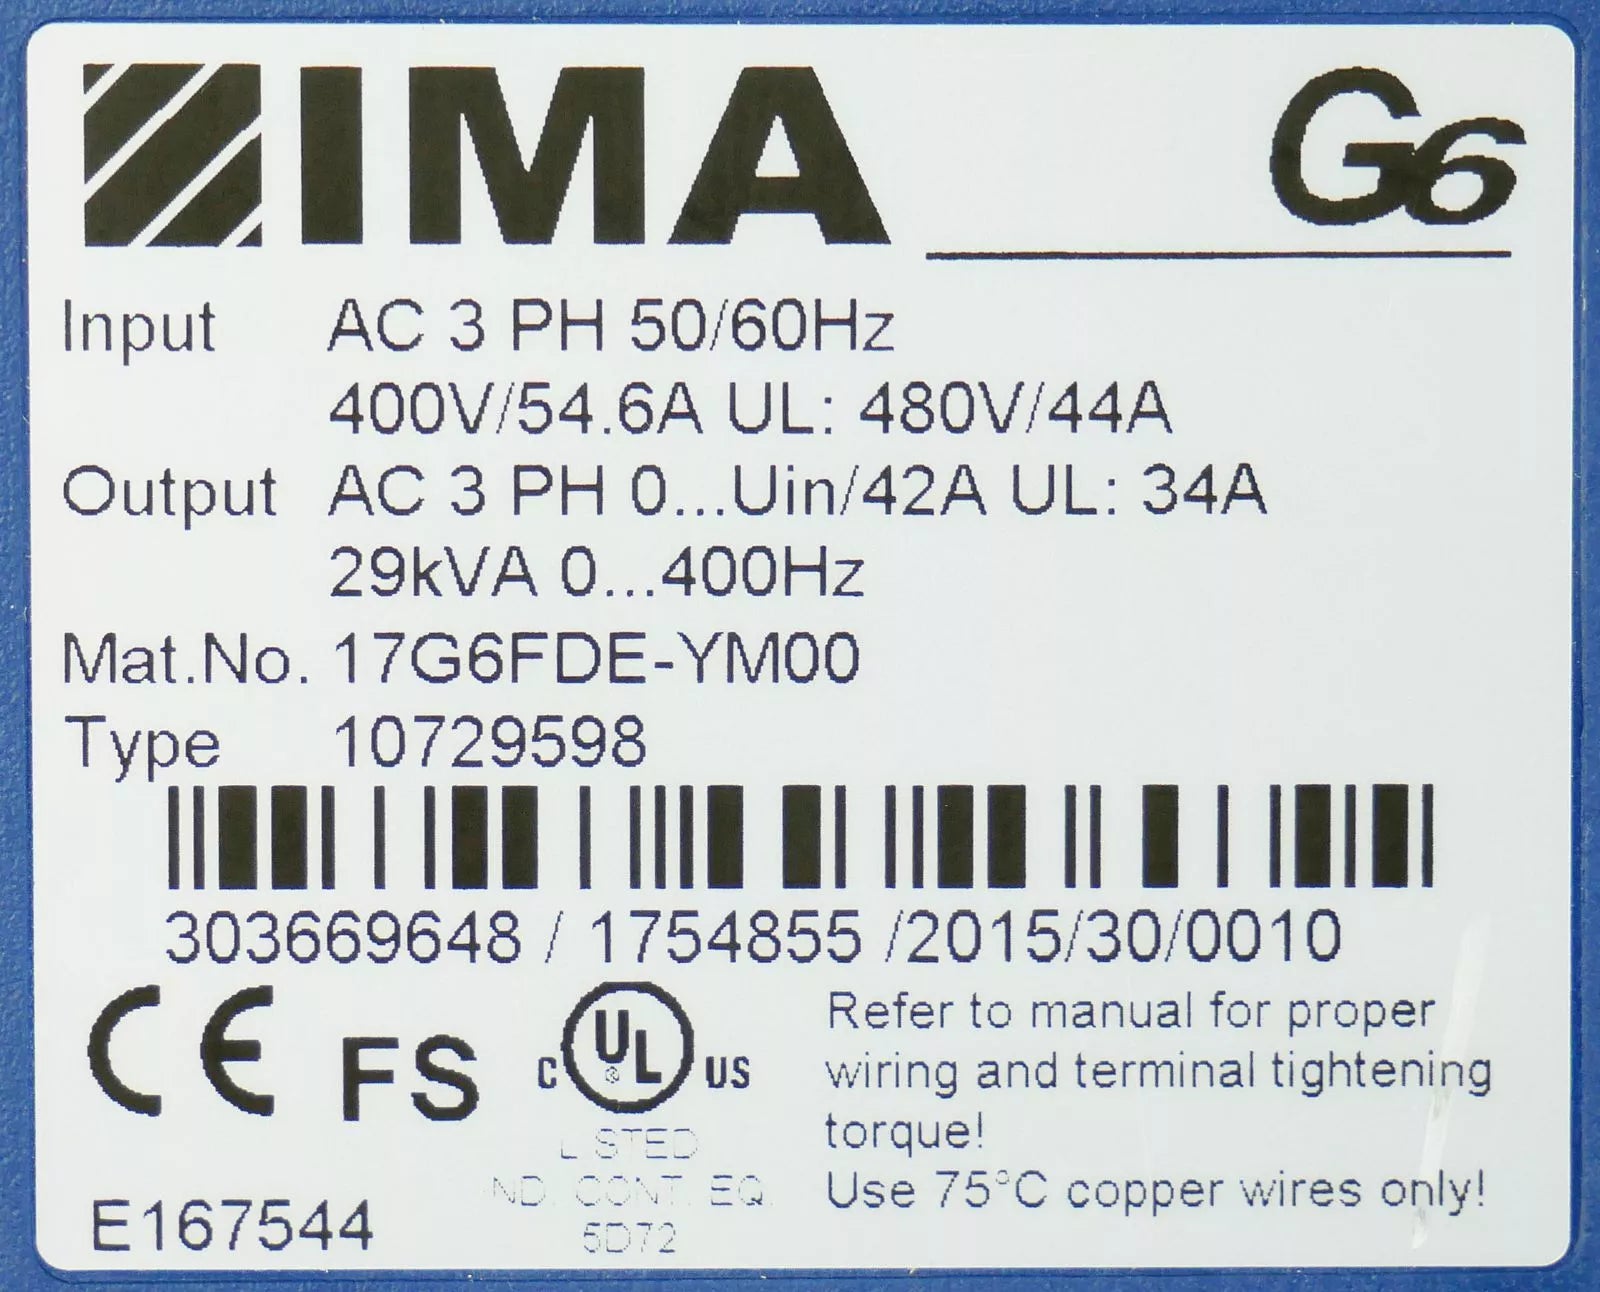 IMA G6
Input AC 3 PH 50/60Hz
400V/54.6A UL: 480V/44A
Output AC 3 PH 0...Uin/42A UL: 34A
29kVA 0...400Hz
Mat.No. 17G6FDE-YM00
Type 10729598
303669648 / 1754855 /2015/30/0010
CE FS C UL ® US
LISTED
IND. CONT. EQ.
5D72
E167544
Refer to manual for proper
wiring and terminal tightening
torque!
Use 75°C copper wires only!